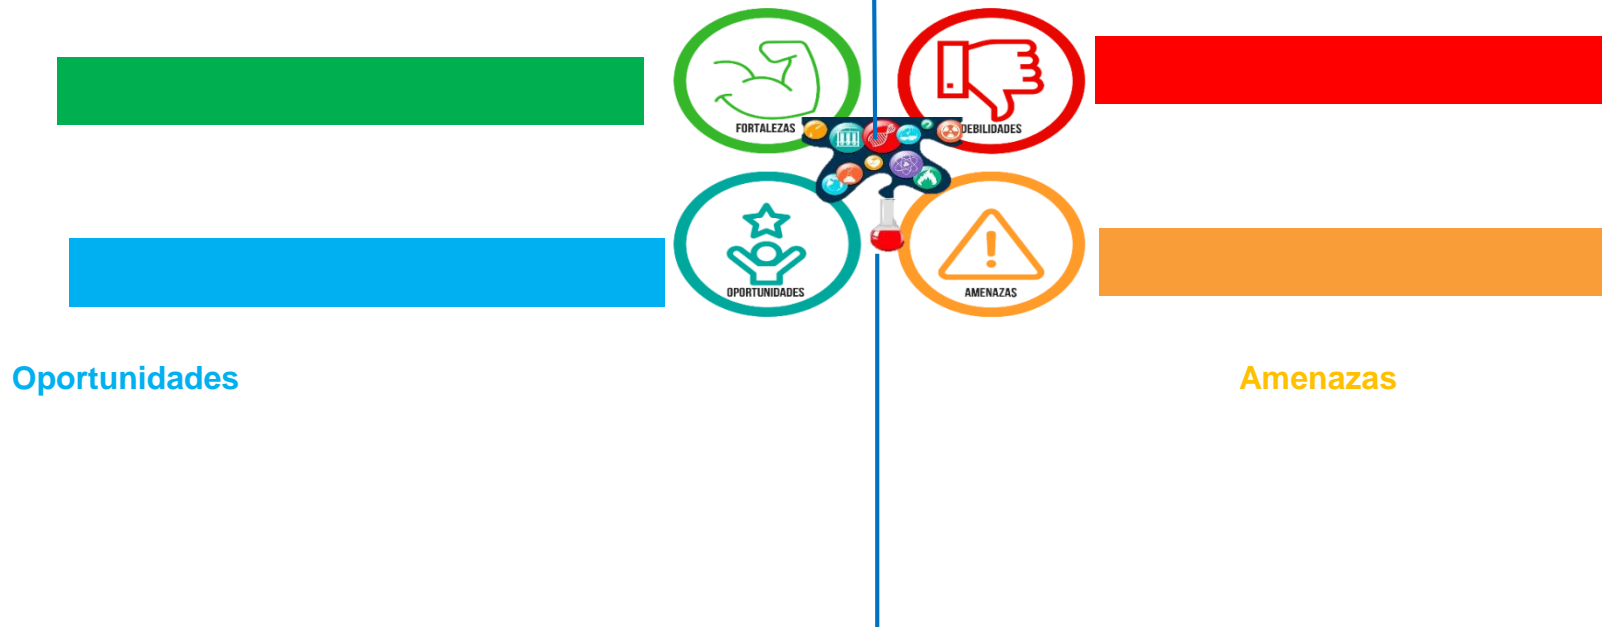 FORTALEZAS
DEBILIDADES
OPORTUNIDADES
AMENAZAS
Oportunidades
Amenazas